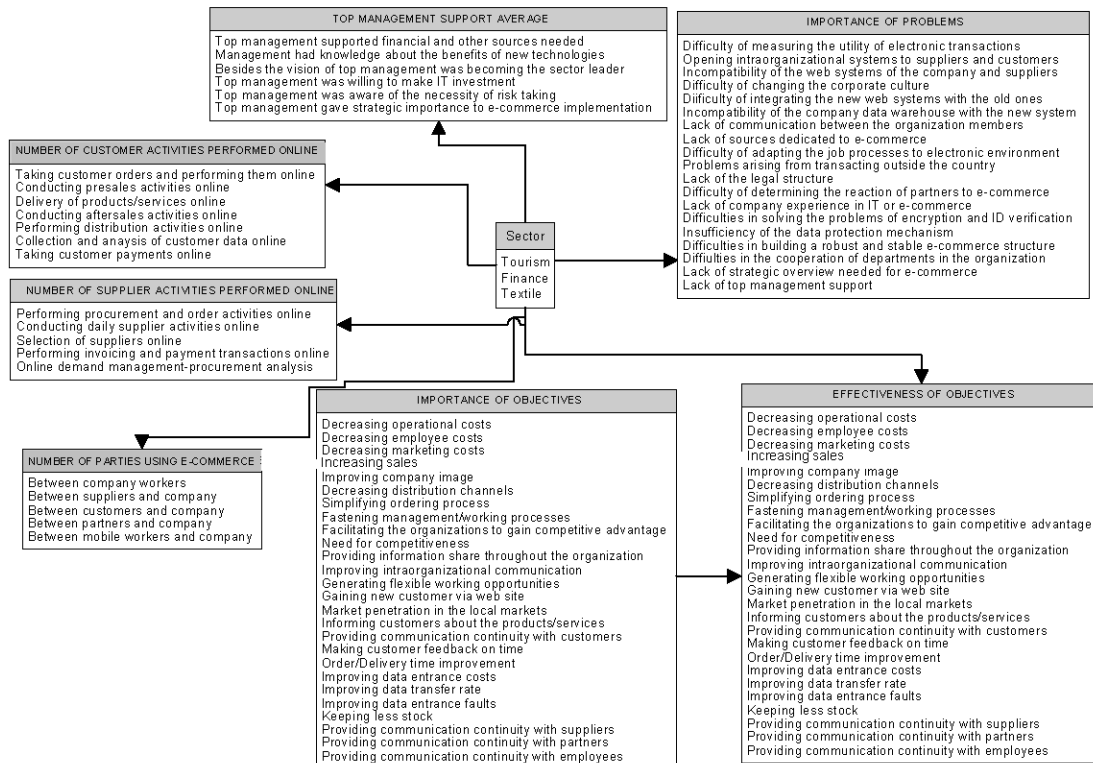 TOP MANAGEMENT SUPPORT AVERAGE
Top management supported financial and other sources needed
Management had knowledge about the benefits of new technologies
Besides the vision of top management was becoming the sector leader
Top management was willing to make IT investment
Top management was aware of the necessity of risk taking
Top management gave strategic importance to e-commerce implementation
IMPORTANCE OF PROBLEMS
Difficulty of measuring the utility of electronic transactions
Opening intraorganizational systems to suppliers and customers
Incompatibility of the web systems of the company and suppliers
Difficulty of changing the corporate culture
Diificulty of integrating the new web systems with the old ones
Incompatibility of the company data warehouse with the new system
Lack of communication between the organization members
Lack of sources dedicated to e-commerce
Difficulty of adapting the job processes to electronic environment
Problems arising from transacting outside the country
Lack of the legal structure
Difficulty of determining the reaction of partners to e-commerce
Lack of company experience in IT or e-commerce
Difficulties in solving the problems of encryption and ID verification
Insufficiency of the data protection mechanism
Difficulties in building a robust and stable e-commerce structure
Diffiulties in the cooperation of departments in the organization
Lack of strategic overview needed for e-commerce
Lack of top management support
NUMBER OF CUSTOMER ACTIVITIES PERFORMED ONLINE
Taking customer orders and performing them online
Conducting presales activities online
Delivery of products/services online
Conducting aftersales activities online
Performing distribution activities online
Collection and anaysis of customer data online
Taking customer payments online
Sector
Tourism
Finance
Textile
NUMBER OF SUPPLIER ACTIVITIES PERFORMED ONLINE
Performing procurement and order activities online
Conducting daily supplier activities online
Selection of suppliers online
Performing invoicing and payment transactions online
Online demand management-procurement analysis
NUMBER OF PARTIES USING E-COMMERCE
Between company workers
Between suppliers and company
Between customers and company
Between partners and company
Between mobile workers and company
IMPORTANCE OF OBJECTIVES
Decreasing operational costs
Decreasing employee costs
Decreasing marketing costs
Increasing sales
Improving company image
Decreasing distribution channels
Simplifying ordering process
Fastening management/working processes
Facilitating the organizations to gain competitive advantage
Need for competitiveness
Providing information share throughout the organization
Improving intraorganizational communication
Generating flexible working opportunities
Gaining new customer via web site
Market penetration in the local markets
Informing customers about the products/services
Providing communication continuity with customers
Making customer feedback on time
Order/Delivery time improvement
Improving data entrance costs
Improving data transfer rate
Improving data entrance faults
Keeping less stock
Providing communication continuity with suppliers
Providing communication continuity with partners
Providing communication continuity with employees
EFFECTIVENESS OF OBJECTIVES
Decreasing operational costs
Decreasing employee costs
Decreasing marketing costs
Increasing sales
Improving company image
Decreasing distribution channels
Simplifying ordering process
Fastening management/working processes
Facilitating the organizations to gain competitive advantage
Need for competitiveness
Providing information share throughout the organization
Improving intraorganizational communication
Generating flexible working opportunities
Gaining new customer via web site
Market penetration in the local markets
Informing customers about the products/services
Providing communication continuity with customers
Making customer feedback on time
Order/Delivery time improvement
Improving data entrance costs
Improving data transfer rate
Improving data entrance faults
Keeping less stock
Providing communication continuity with suppliers
Providing communication continuity with partners
Providing communication continuity with employees